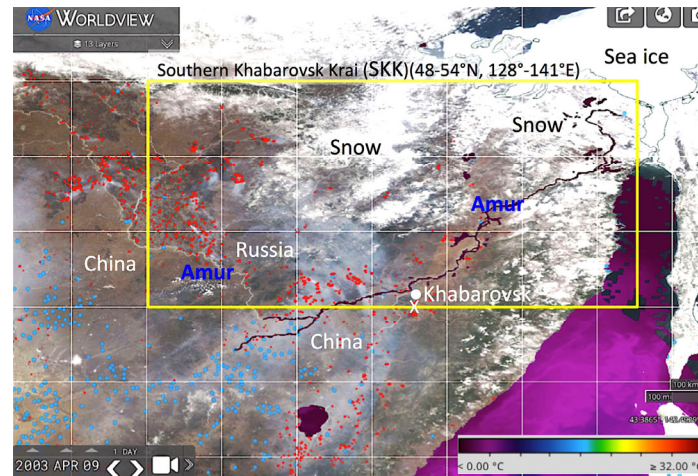 NASA WORLDVIEW
13 Layers
Southern Khabarovsk Krai (SKK)(48-54°N, 128°-141°E)
Sea ice
Snow
Snow
Amur
Russia
China
Amur
Khabarovsk
X
China
100 km
100 mi
2003 APR 09
1 DAY
< 0.00 °C
≥ 32.00